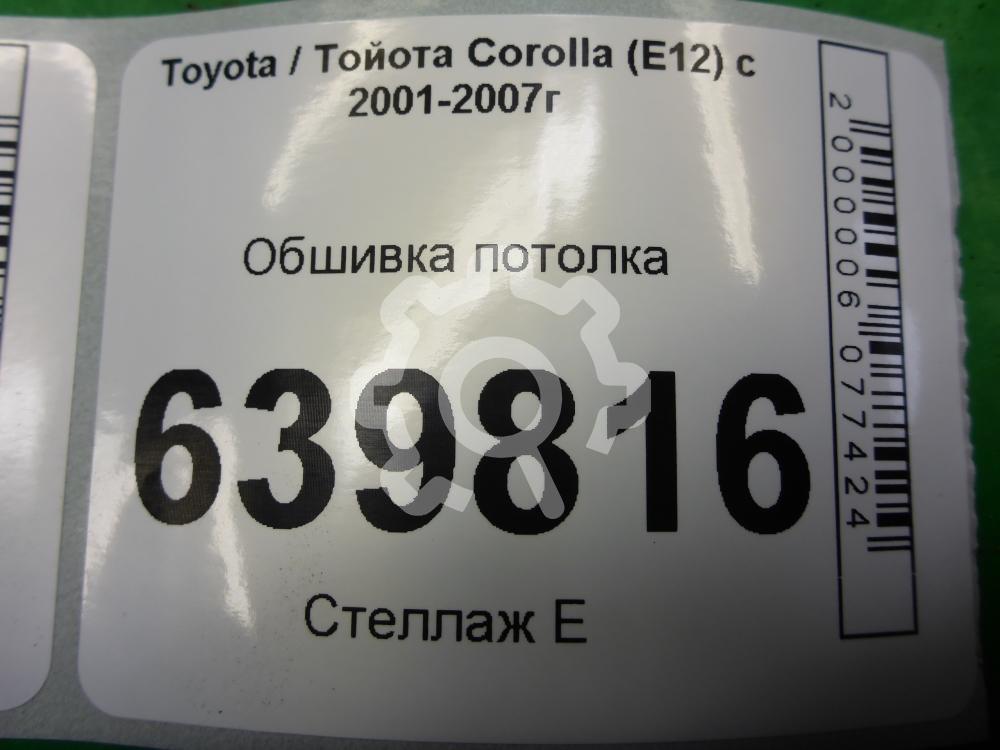 Toyota / Тойота Corolla (E12) с
2001-2007г
Обшивка потолка
639816
Стеллаж Е
2000006077424